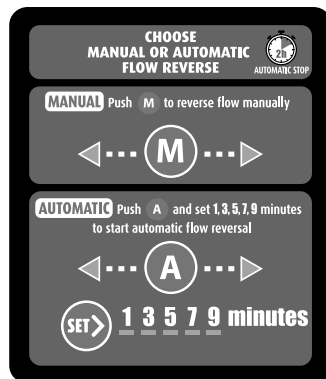 CHOOSE
MANUAL OR AUTOMATIC
FLOW REVERSE
2h
AUTOMATIC STOP
MANUAL Push M to reverse flow manually
M
AUTOMATIC Push A and set 1,3,5,7,9 minutes
to start automatic flow reversal
A
SET 1 3 5 7 9 minutes